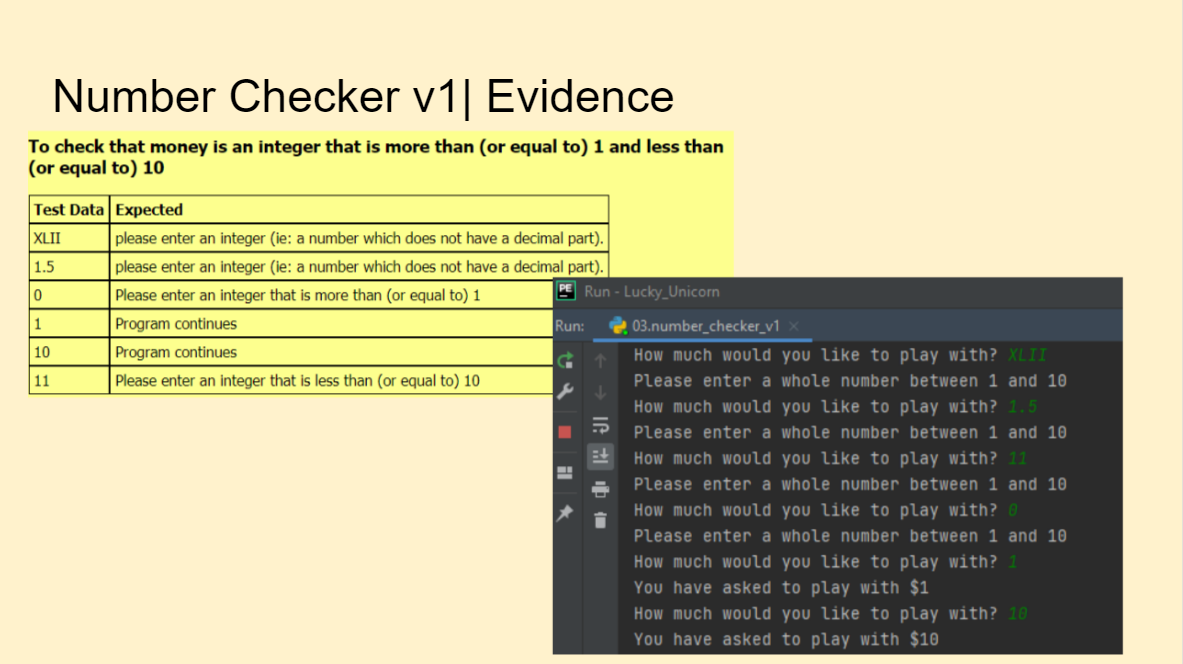 Number Checker v1| Evidence
To check that money is an integer that is more than (or equal to) 1 and less than
(or equal to) 10
Test Data Expected
XLII please enter an integer (ie: a number which does not have a decimal part).
1.5 please enter an integer (ie: a number which does not have a decimal part).
0 Please enter an integer that is more than (or equal to) 1
1 Program continues
10 Program continues
11 Please enter an integer that is less than (or equal to) 10
PE Run - Lucky_Unicorn
Run: 03.number_checker_v1
How much would you like to play with? XLII
Please enter a whole number between 1 and 10
How much would you like to play with? 1.5
Please enter a whole number between 1 and 10
How much would you like to play with? 11
Please enter a whole number between 1 and 10
How much would you like to play with? 0
Please enter a whole number between 1 and 10
How much would you like to play with? 1
You have asked to play with $1
How much would you like to play with? 10
You have asked to play with $10